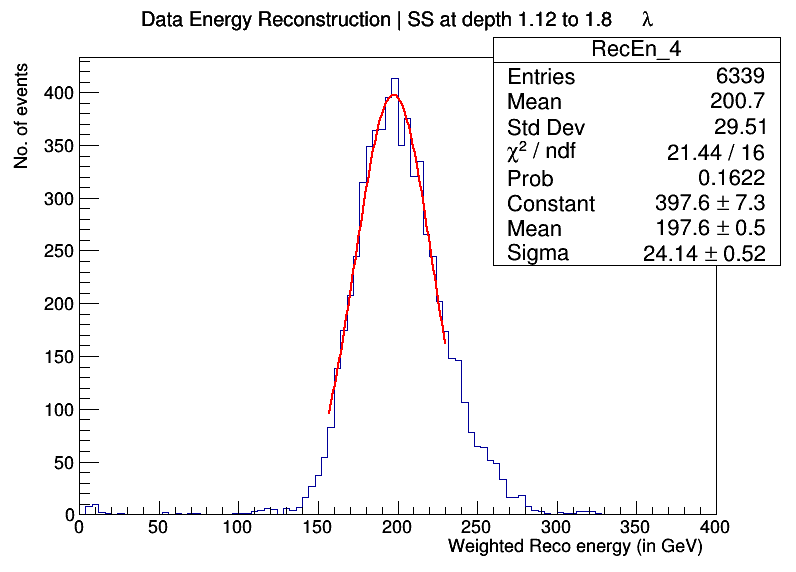 Data Energy Reconstruction | SS at depth 1.12 to 1.8 λ
RecEn_4
Entries 6339
Mean 200.7
Std Dev 29.51
χ² / ndf 21.44 / 16
Prob 0.1622
Constant 397.6 ± 7.3
Mean 197.6 ± 0.5
Sigma 24.14 ± 0.52
No. of events
400
350
300
250
200
150
100
50
0
0 50 100 150 200 250 300 350 400
Weighted Reco energy (in GeV)